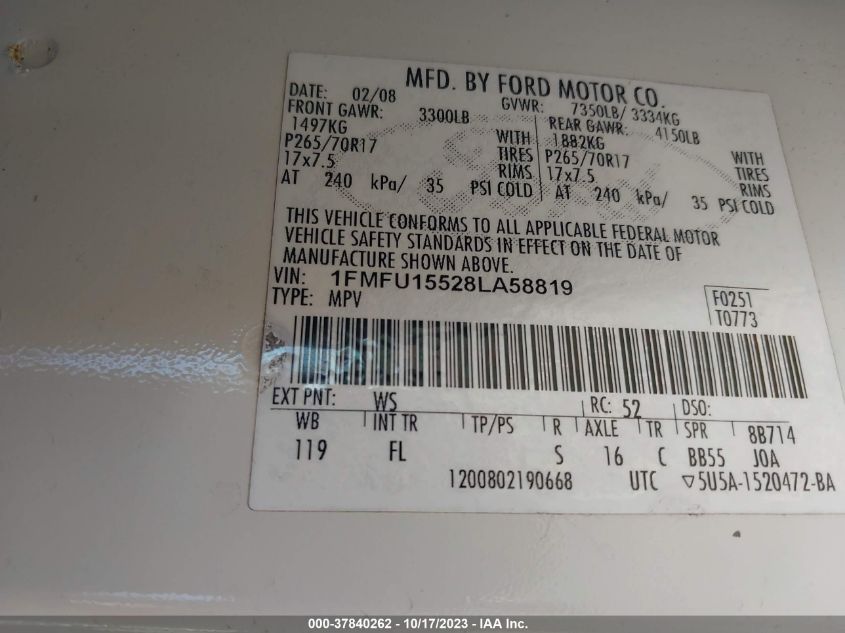 MFD. BY FORD MOTOR CO.
DATE: 02/08 GVWR: 7350LB/ 3334KG
FRONT GAWR: 3300LB REAR GAWR: 4150LB
1497KG WITH 1882KG WITH
P265/70R17 TIRES P265/70R17 TIRES
17x7.5 RIMS 17x7.5 RIMS
AT 240 kPa/ 35 PSI COLD AT 240 kPa/ 35 PSI COLD
THIS VEHICLE CONFORMS TO ALL APPLICABLE FEDERAL MOTOR
VEHICLE SAFETY STANDARDS IN EFFECT ON THE DATE OF
MANUFACTURE SHOWN ABOVE.
VIN: 1FMFU15528LA58819
TYPE: MPV F0251
T0773
EXT PNT: WS RC: 52 DSO:
WB INT TR TP/PS R AXLE TR SPR 8B714
119 FL S 16 C BB55 JOA
1200802190668 UTC ▽5U5A-1520472-BA
000-37840262 - 10/17/2023 - IAA Inc.